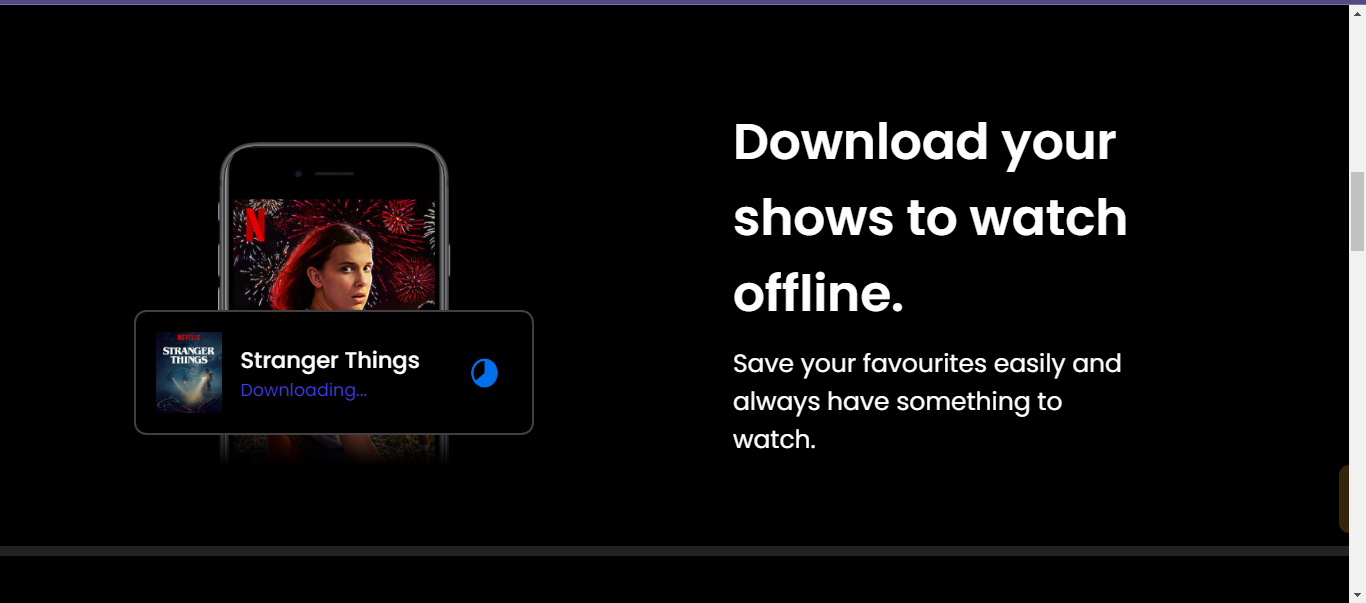 Download your
shows to watch
offline.
Save your favourites easily and
always have something to
watch.
N
NETFLIX
STRANGER
THINGS
Stranger Things
Downloading...